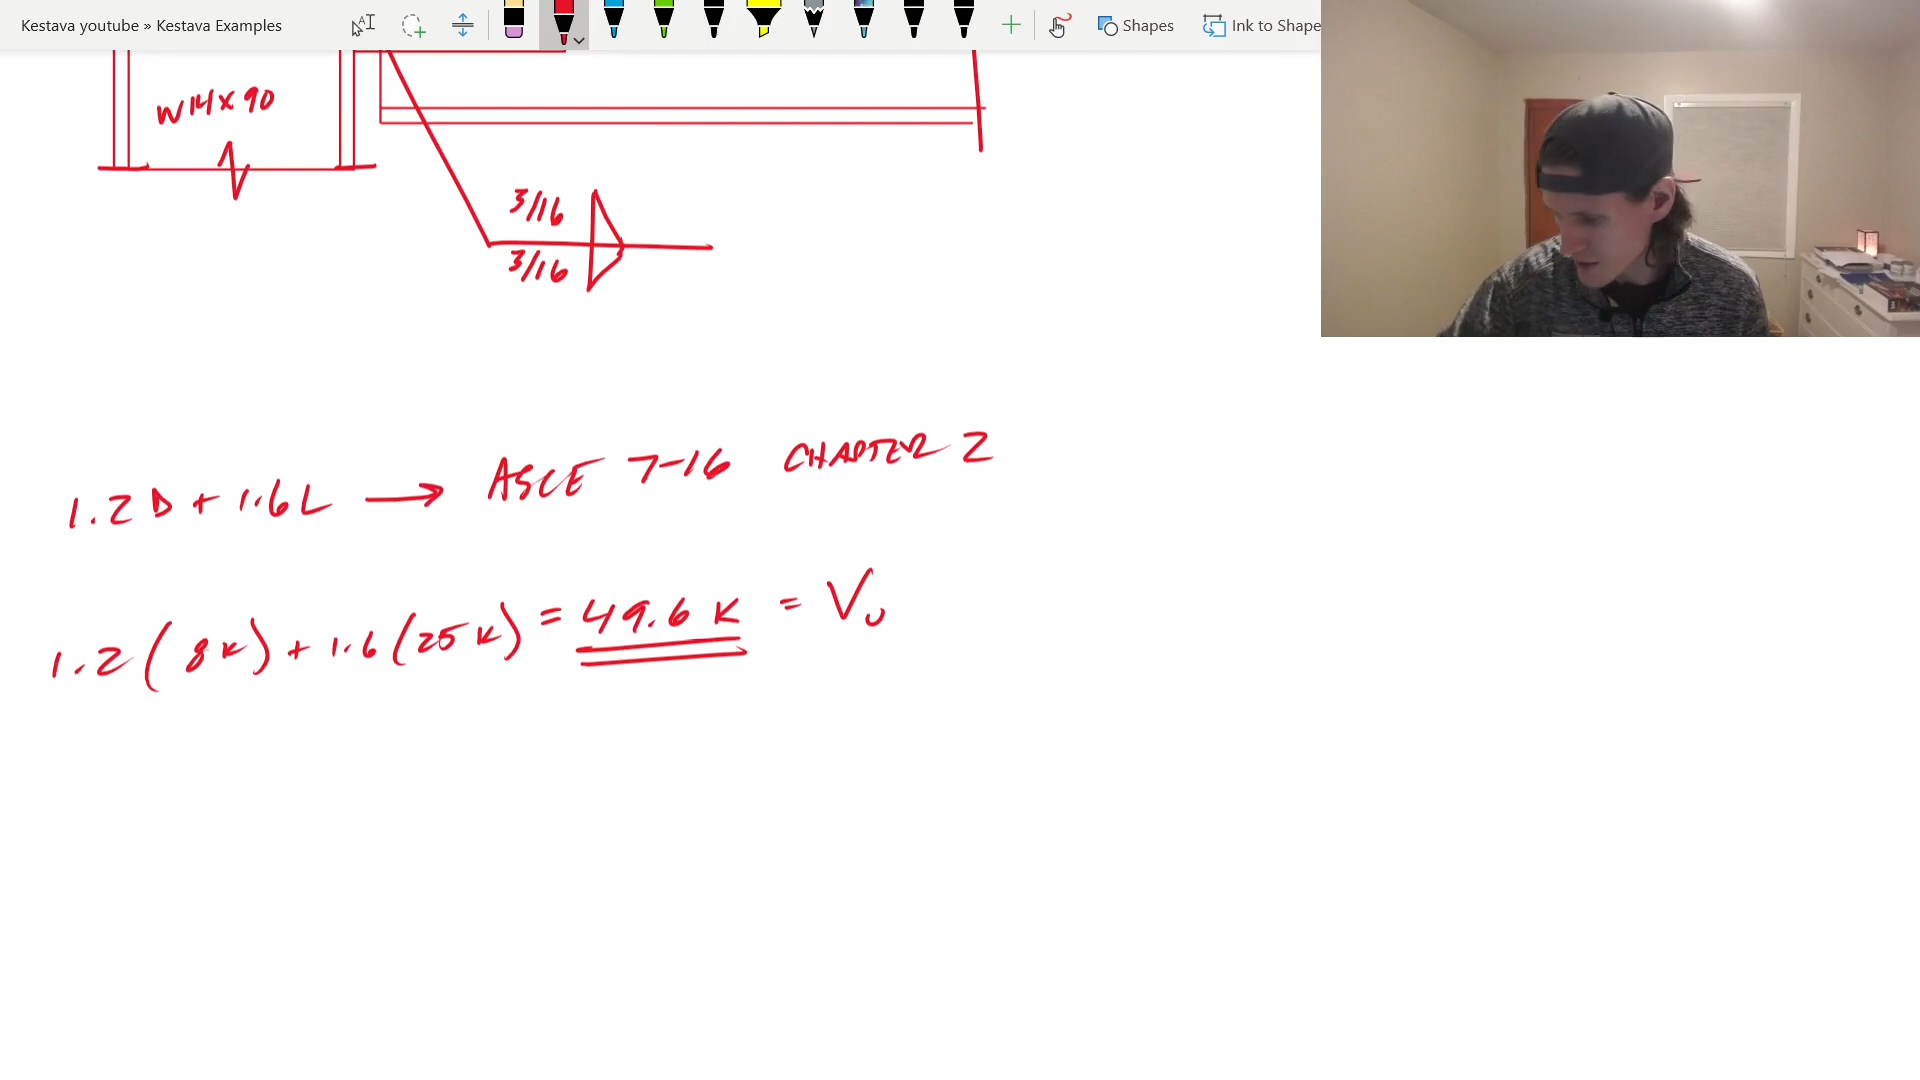 Kestava youtube » Kestava Examples
Shapes
Ink to Shape
W14x90
3/16
3/16
1.2D + 1.6L → ASCE 7-16 CHAPTER 2
1.2(8K) + 1.6(25K) = 49.6 K = Vu